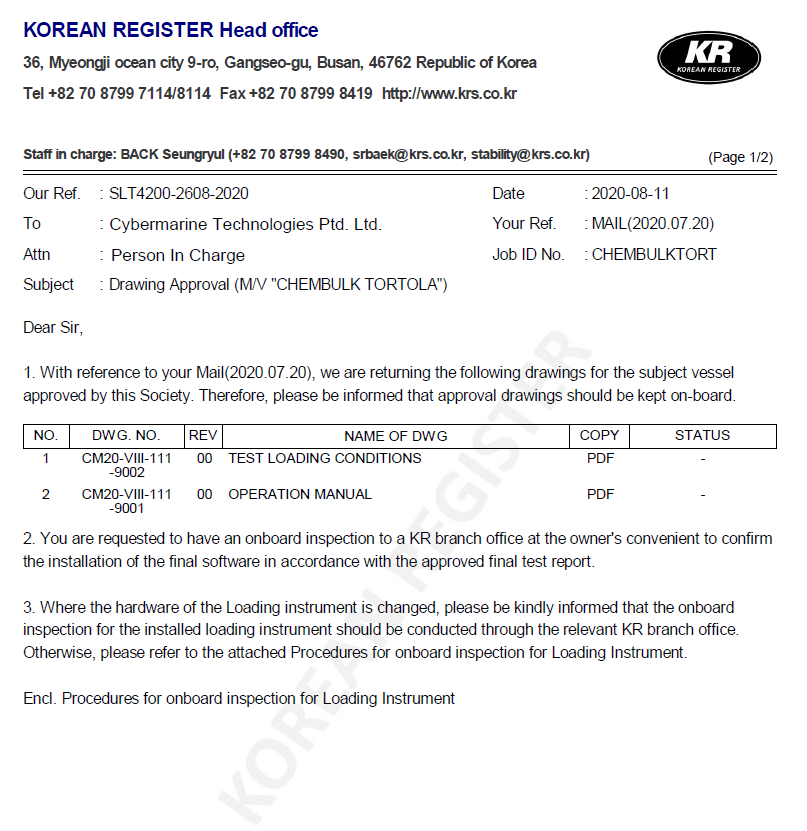 KOREAN REGISTER Head office
36, Myeongji ocean city 9-ro, Gangseo-gu, Busan, 46762 Republic of Korea
Tel +82 70 8799 7114/8114 Fax +82 70 8799 8419 http://www.krs.co.kr
KR
KOREAN REGISTER
Staff in charge: BACK Seungryul (+82 70 8799 8490, srbaek@krs.co.kr, stability@krs.co.kr)
(Page 1/2)
Our Ref. : SLT4200-2608-2020 Date : 2020-08-11
To : Cybermarine Technologies Ptd. Ltd. Your Ref. : MAIL(2020.07.20)
Attn : Person In Charge Job ID No. : CHEMBULKTORT
Subject : Drawing Approval (M/V "CHEMBULK TORTOLA")
Dear Sir,
1. With reference to your Mail(2020.07.20), we are returning the following drawings for the subject vessel
approved by this Society. Therefore, please be informed that approval drawings should be kept on-board.
NO. DWG. NO. REV NAME OF DWG COPY STATUS
1 CM20-VIII-111 00 TEST LOADING CONDITIONS PDF -
-9002
2 CM20-VIII-111 00 OPERATION MANUAL PDF -
-9001
2. You are requested to have an onboard inspection to a KR branch office at the owner's convenient to confirm
the installation of the final software in accordance with the approved final test report.
3. Where the hardware of the Loading instrument is changed, please be kindly informed that the onboard
inspection for the installed loading instrument should be conducted through the relevant KR branch office.
Otherwise, please refer to the attached Procedures for onboard inspection for Loading Instrument.
Encl. Procedures for onboard inspection for Loading Instrument
KOREAN REGISTER